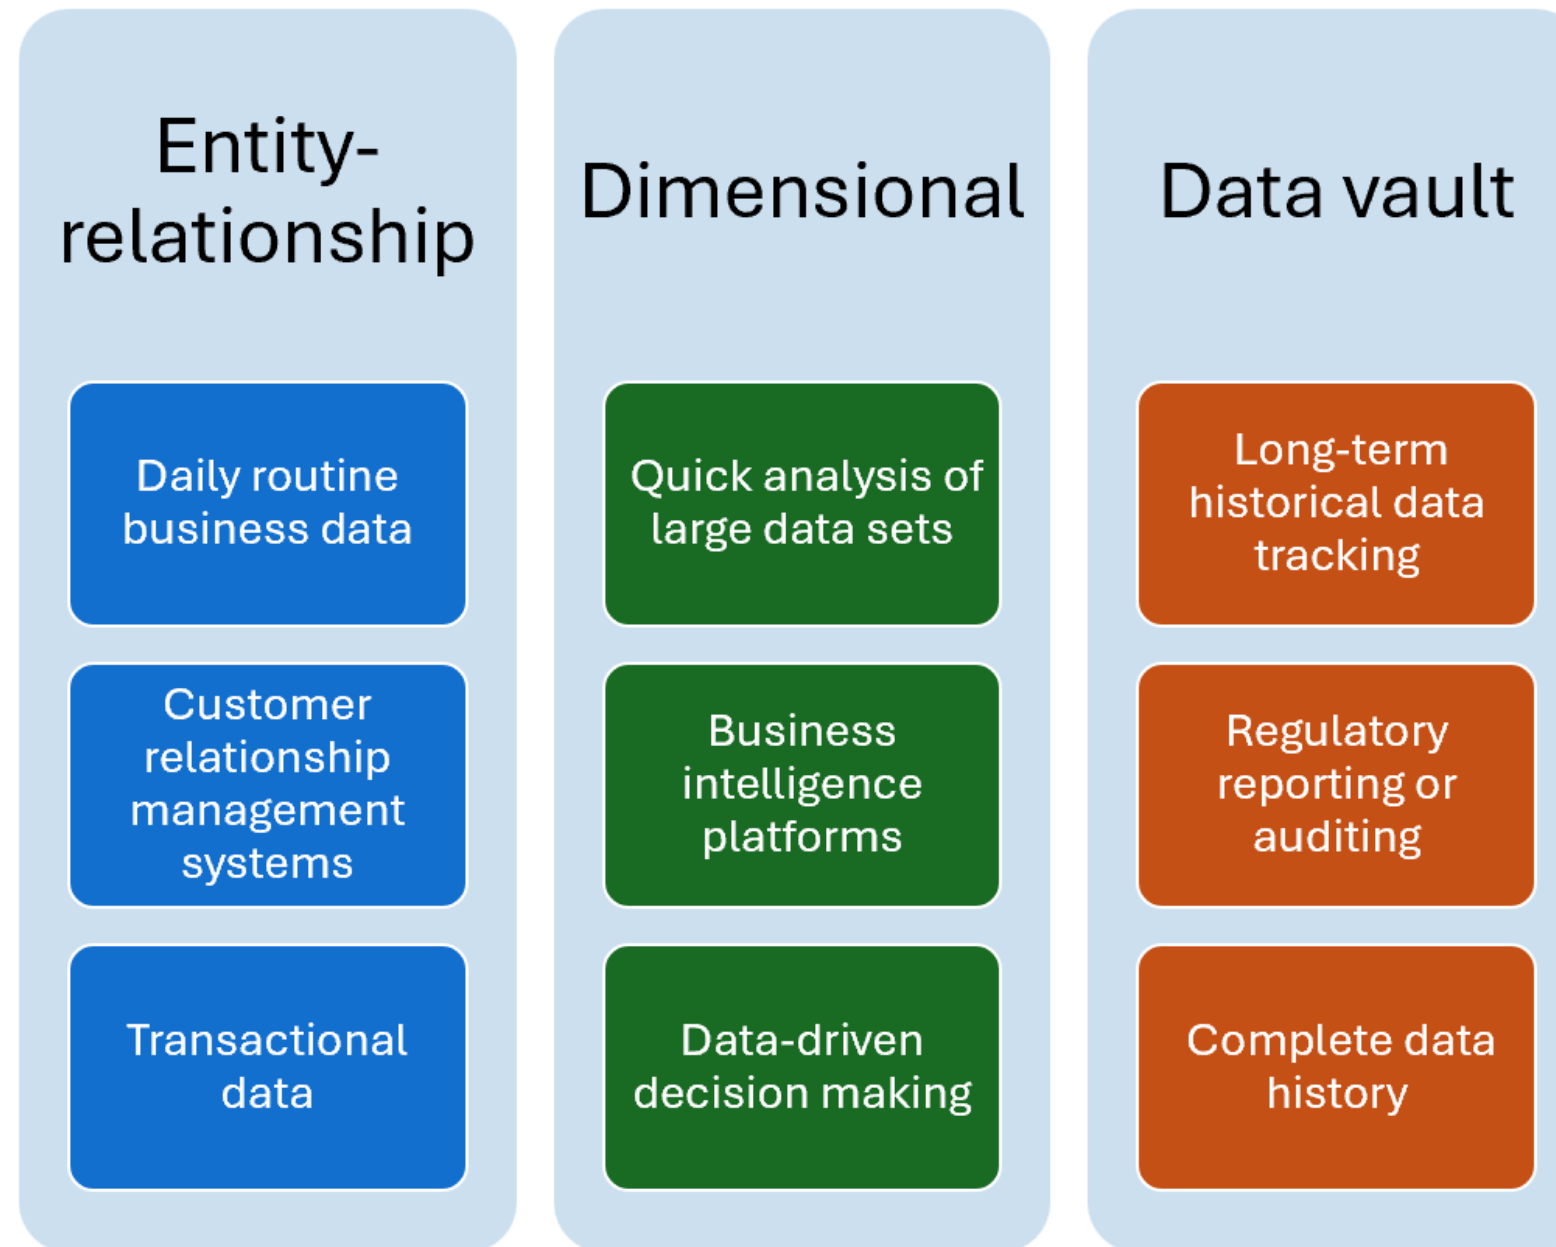 Entity-
relationship
Daily routine
business data
Customer
relationship
management
systems
Transactional
data
Dimensional
Quick analysis of
large data sets
Business
intelligence
platforms
Data-driven
decision making
Data vault
Long-term
historical data
tracking
Regulatory
reporting or
auditing
Complete data
history